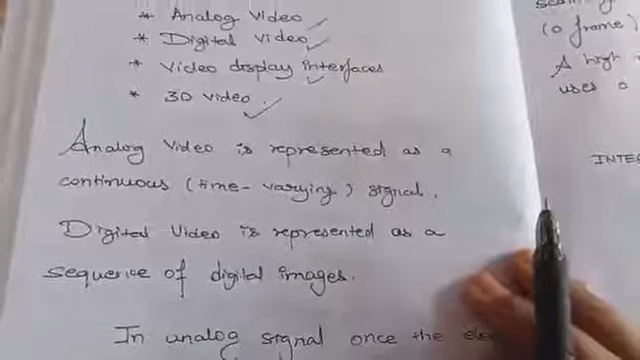 * Analog Video
* Digital Video
* Video display interfaces
* 3D video.
Analog Video is represented as a
continuous (time-varying) signal.
Digital Video is represented as a
sequence of digital images.
In analog signal once the
(o frame)
A high
uses
INTE